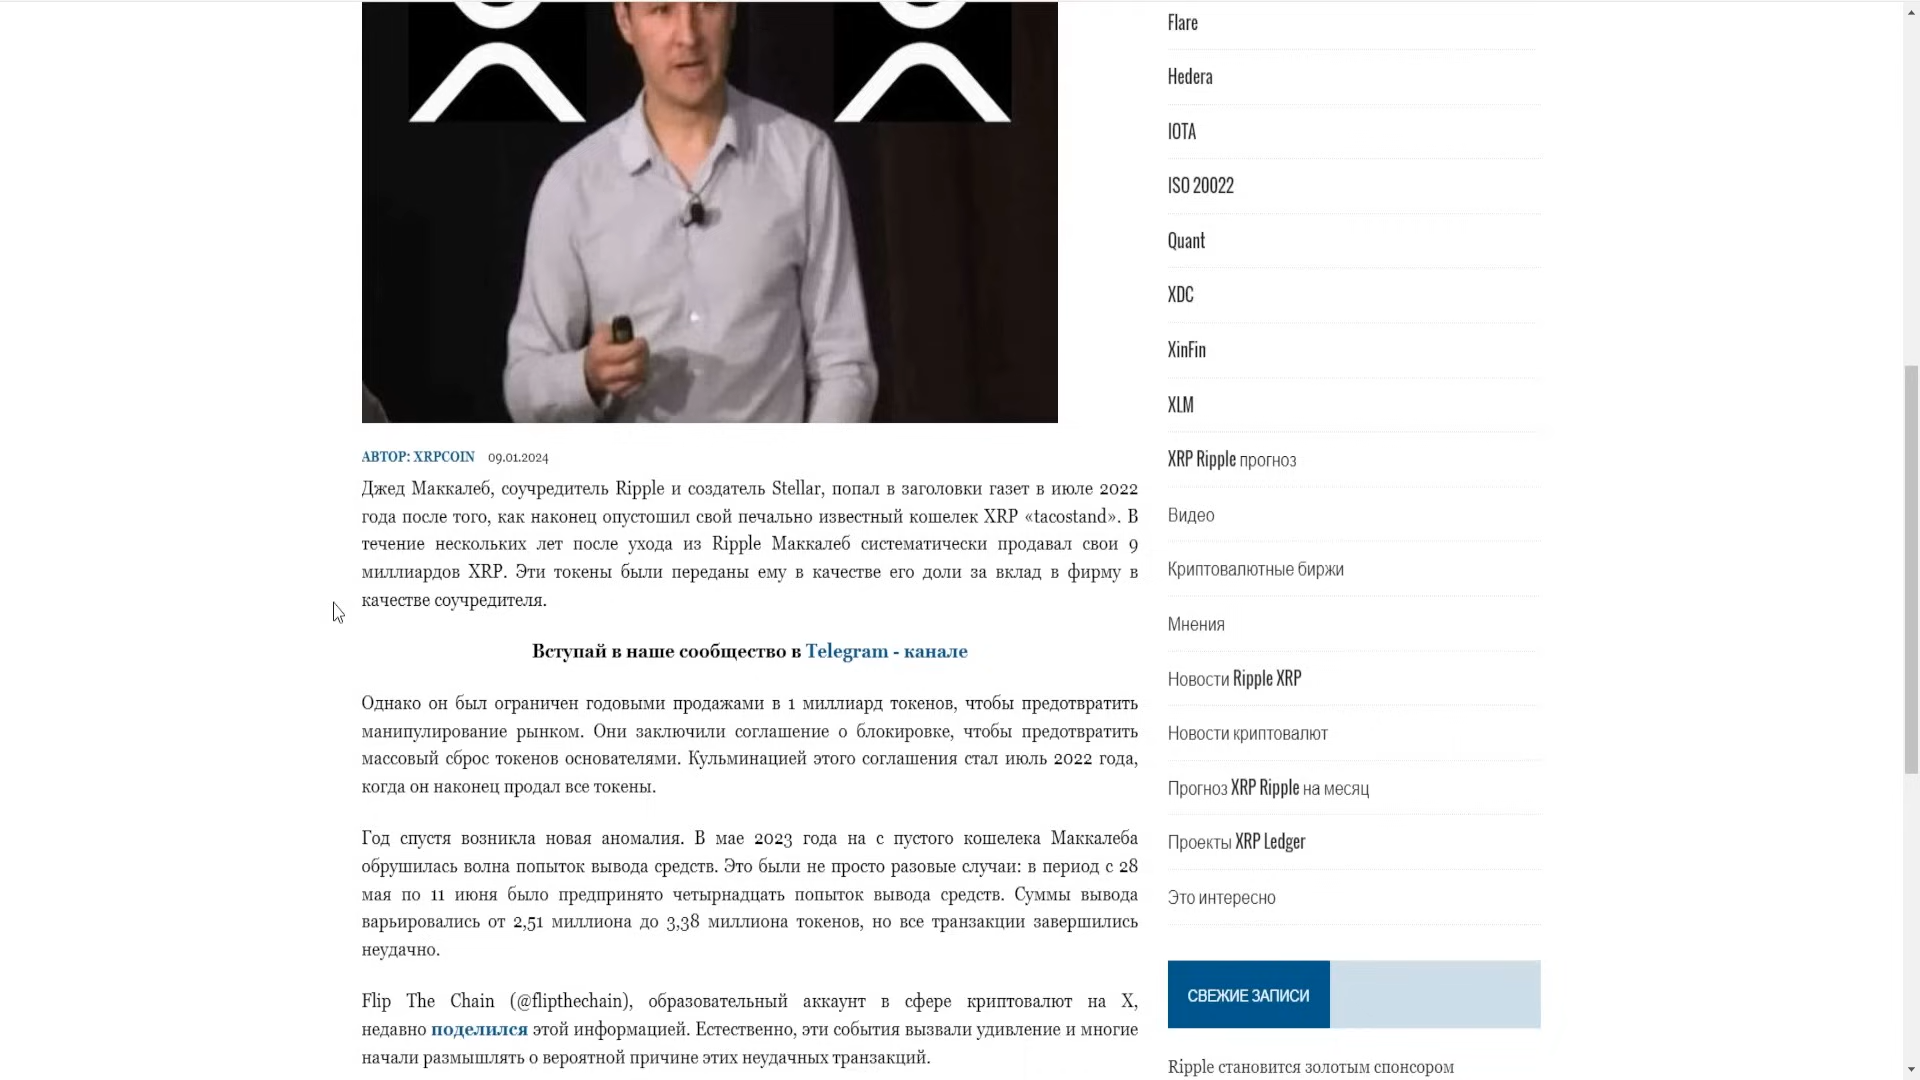 АВТОР: XRPCOIN 09.01.2024
Джед Маккалеб, соучредитель Ripple и создатель Stellar, попал в заголовки газет в июле 2022
года после того, как наконец опустошил свой печально известный кошелек XRP «tacostand». В
течение нескольких лет после ухода из Ripple Маккалеб систематически продавал свои 9
миллиардов XRP. Эти токены были переданы ему в качестве его доли за вклад в фирму в
качестве соучредителя.
Вступай в наше сообщество в Telegram - канале
Однако он был ограничен годовыми продажами в 1 миллиард токенов, чтобы предотвратить
манипулирование рынком. Они заключили соглашение о блокировке, чтобы предотвратить
массовый сброс токенов основателями. Кульминацией этого соглашения стал июль 2022 года,
когда он наконец продал все токены.
Год спустя возникла новая аномалия. В мае 2023 года на с пустого кошелека Маккалеба
обрушилась волна попыток вывода средств. Это были не просто разовые случаи: в период с 28
мая по 11 июня было предпринято четырнадцать попыток вывода средств. Суммы вывода
варьировались от 2,51 миллиона до 3,38 миллиона токенов, но все транзакции завершились
неудачно.
Flip The Chain (@flipthechain), образовательный аккаунт в сфере криптовалют на X,
недавно поделился этой информацией. Естественно, эти события вызвали удивление и многие
начали размышлять о вероятной причине этих неудачных транзакций.
Flare
Hedera
IOTA
ISO 20022
Quant
XDC
XinFin
XLM
XRP Ripple прогноз
Видео
Криптовалютные биржи
Мнения
Новости Ripple XRP
Новости криптовалют
Прогноз XRP Ripple на месяц
Проекты XRP Ledger
Это интересно
СВЕЖИЕ ЗАПИСИ
Ripple становится золотым спонсором